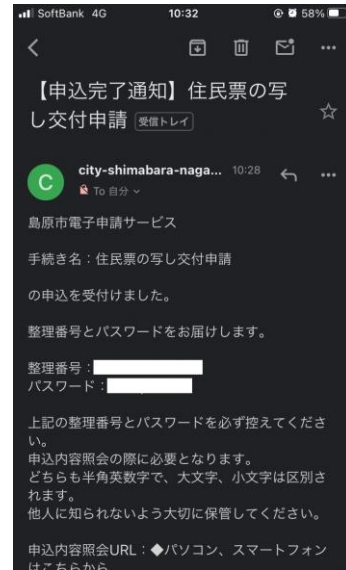 SoftBank 4G 10:32 58%
【申込完了通知】住民票の写
し交付申請 受信トレイ
C city-shimabara-naga... 10:28
To 自分
島原市電子申請サービス
手続き名：住民票の写し交付申請
の申込を受付けました。
整理番号とパスワードをお届けします。
整理番号：
パスワード：
上記の整理番号とパスワードを必ず控えてくださ
い。
申込内容照会の際に必要となります。
どちらも半角英数字で、大文字、小文字は区別さ
れます。
他人に知られないよう大切に保管してください。
申込内容照会URL：◆パソコン、スマートフォン
はこちらから